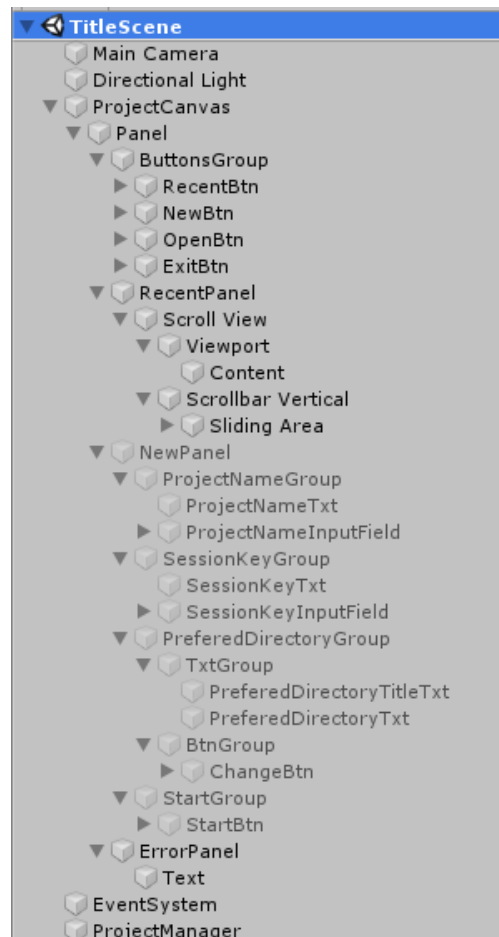 TitleScene
Main Camera
Directional Light
ProjectCanvas
Panel
ButtonsGroup
RecentBtn
NewBtn
OpenBtn
ExitBtn
RecentPanel
Scroll View
Viewport
Content
Scrollbar Vertical
Sliding Area
NewPanel
ProjectNameGroup
ProjectNameTxt
ProjectNameInputField
SessionKeyGroup
SessionKeyTxt
SessionKeyInputField
PreferedDirectoryGroup
TxtGroup
PreferedDirectoryTitleTxt
PreferedDirectoryTxt
BtnGroup
ChangeBtn
StartGroup
StartBtn
ErrorPanel
Text
EventSystem
ProjectManager